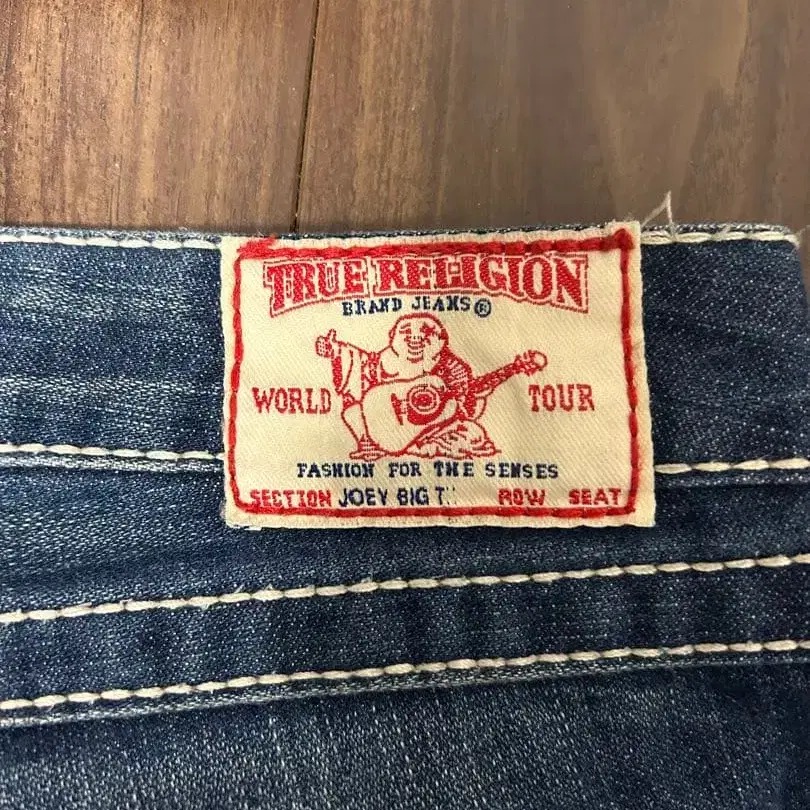 TRUE RELIGION
BRAND JEANS®
WORLD TOUR
FASHION FOR THE SENSES
SECTION JOEY BIG T ROW SEAT